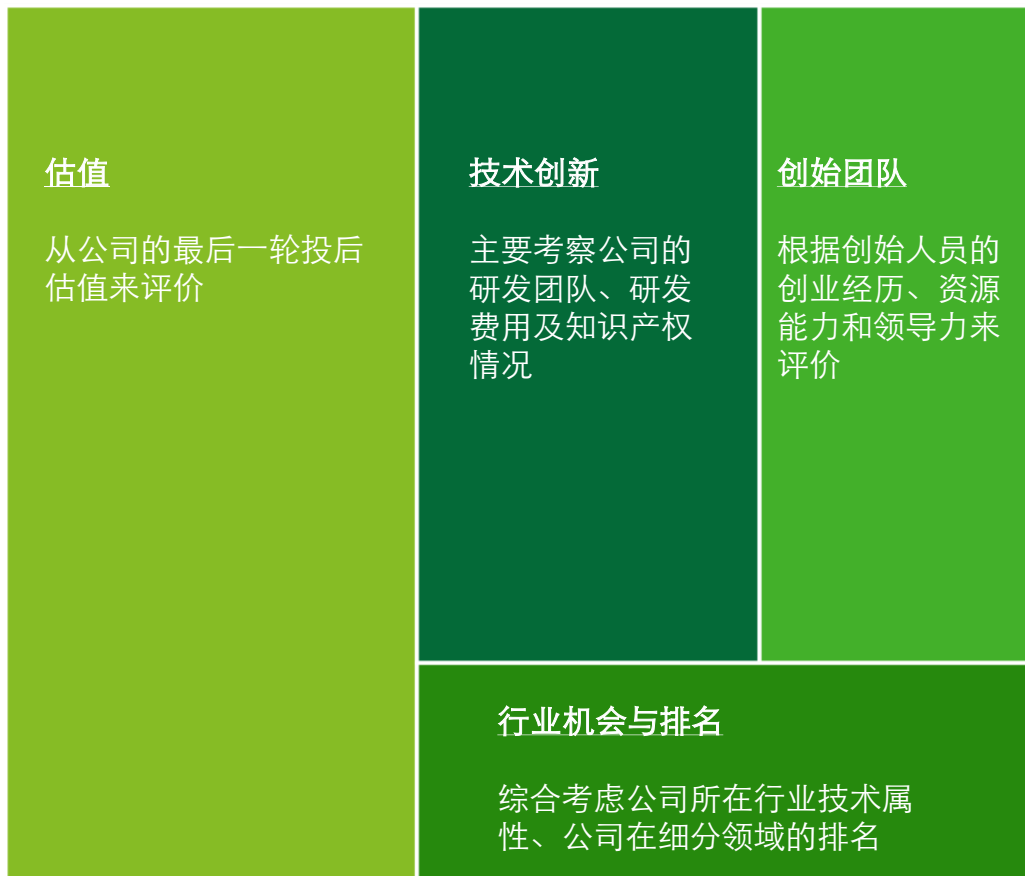 估值
从公司的最后一轮投后
估值来评价
技术创新
主要考察公司的
研发团队、研发
费用及知识产权
情况
创始团队
根据创始人员的
创业经历、资源
能力和领导力来
评价
行业机会与排名
综合考虑公司所在行业技术属
性、公司在细分领域的排名